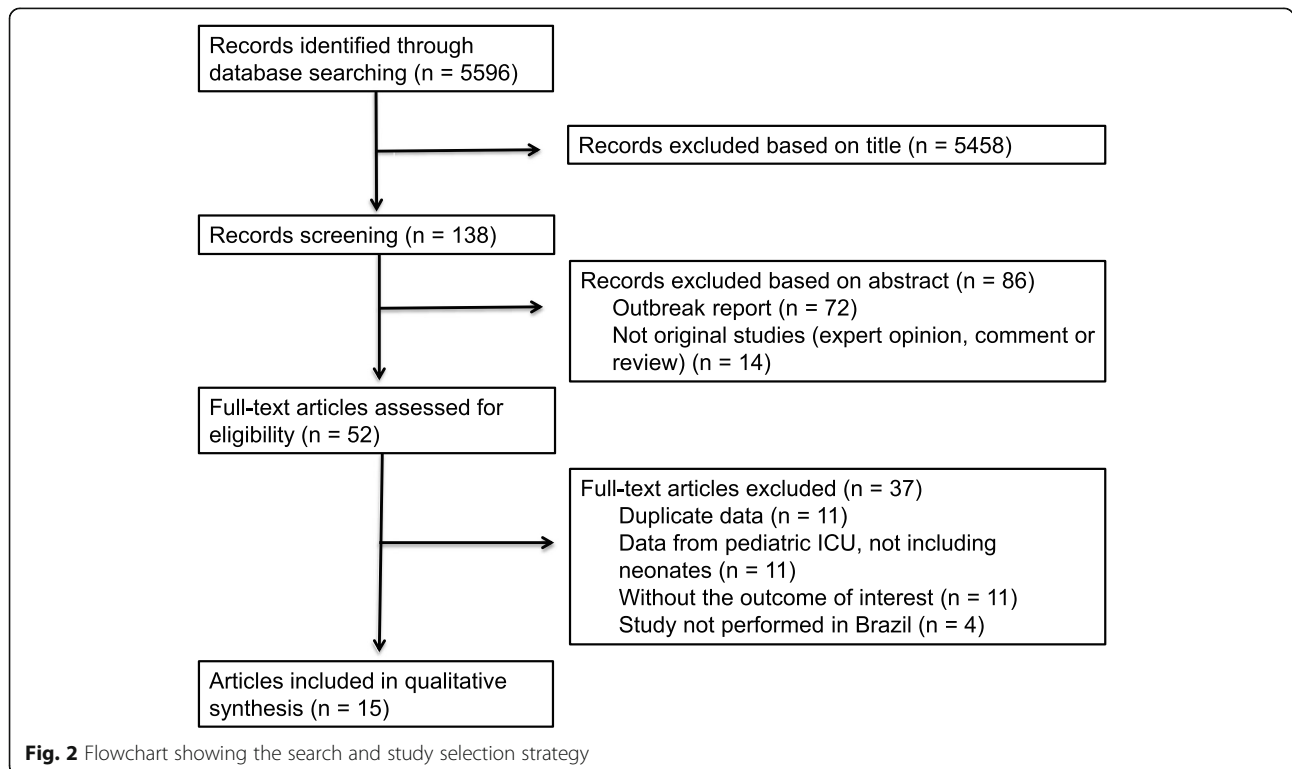 Records identified through
database searching (n = 5596)
Records excluded based on title (n = 5458)
Records screening (n = 138)
Records excluded based on abstract (n = 86)
Outbreak report (n = 72)
Not original studies (expert opinion, comment or
review) (n = 14)
Full-text articles assessed for
eligibility (n = 52)
Full-text articles excluded (n = 37)
Duplicate data (n = 11)
Data from pediatric ICU, not including
neonates (n = 11)
Without the outcome of interest (n = 11)
Study not performed in Brazil (n = 4)
Articles included in qualitative
synthesis (n = 15)
Fig. 2 Flowchart showing the search and study selection strategy